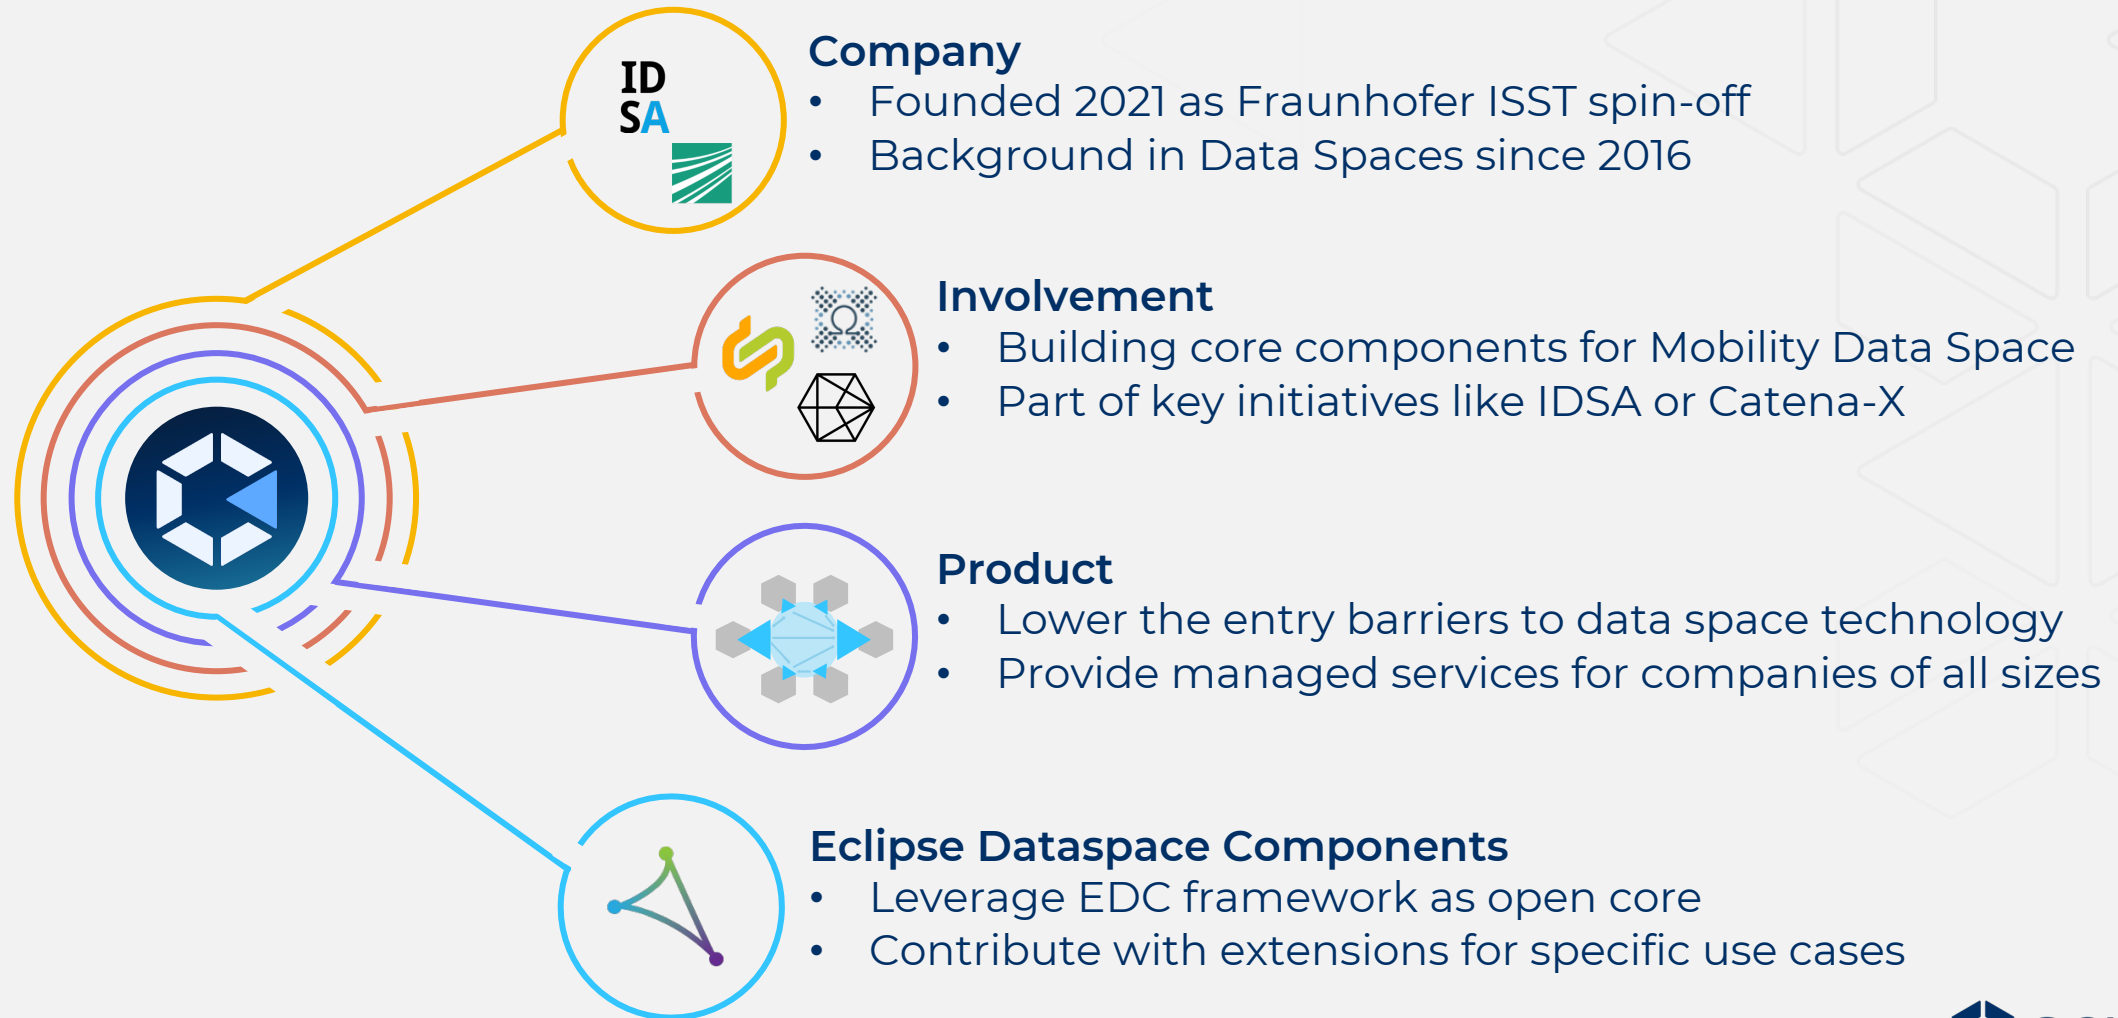 ID
SA
Company
• Founded 2021 as Fraunhofer ISST spin-off
• Background in Data Spaces since 2016
Involvement
• Building core components for Mobility Data Space
• Part of key initiatives like IDSA or Catena-X
Product
• Lower the entry barriers to data space technology
• Provide managed services for companies of all sizes
Eclipse Dataspace Components
• Leverage EDC framework as open core
• Contribute with extensions for specific use cases